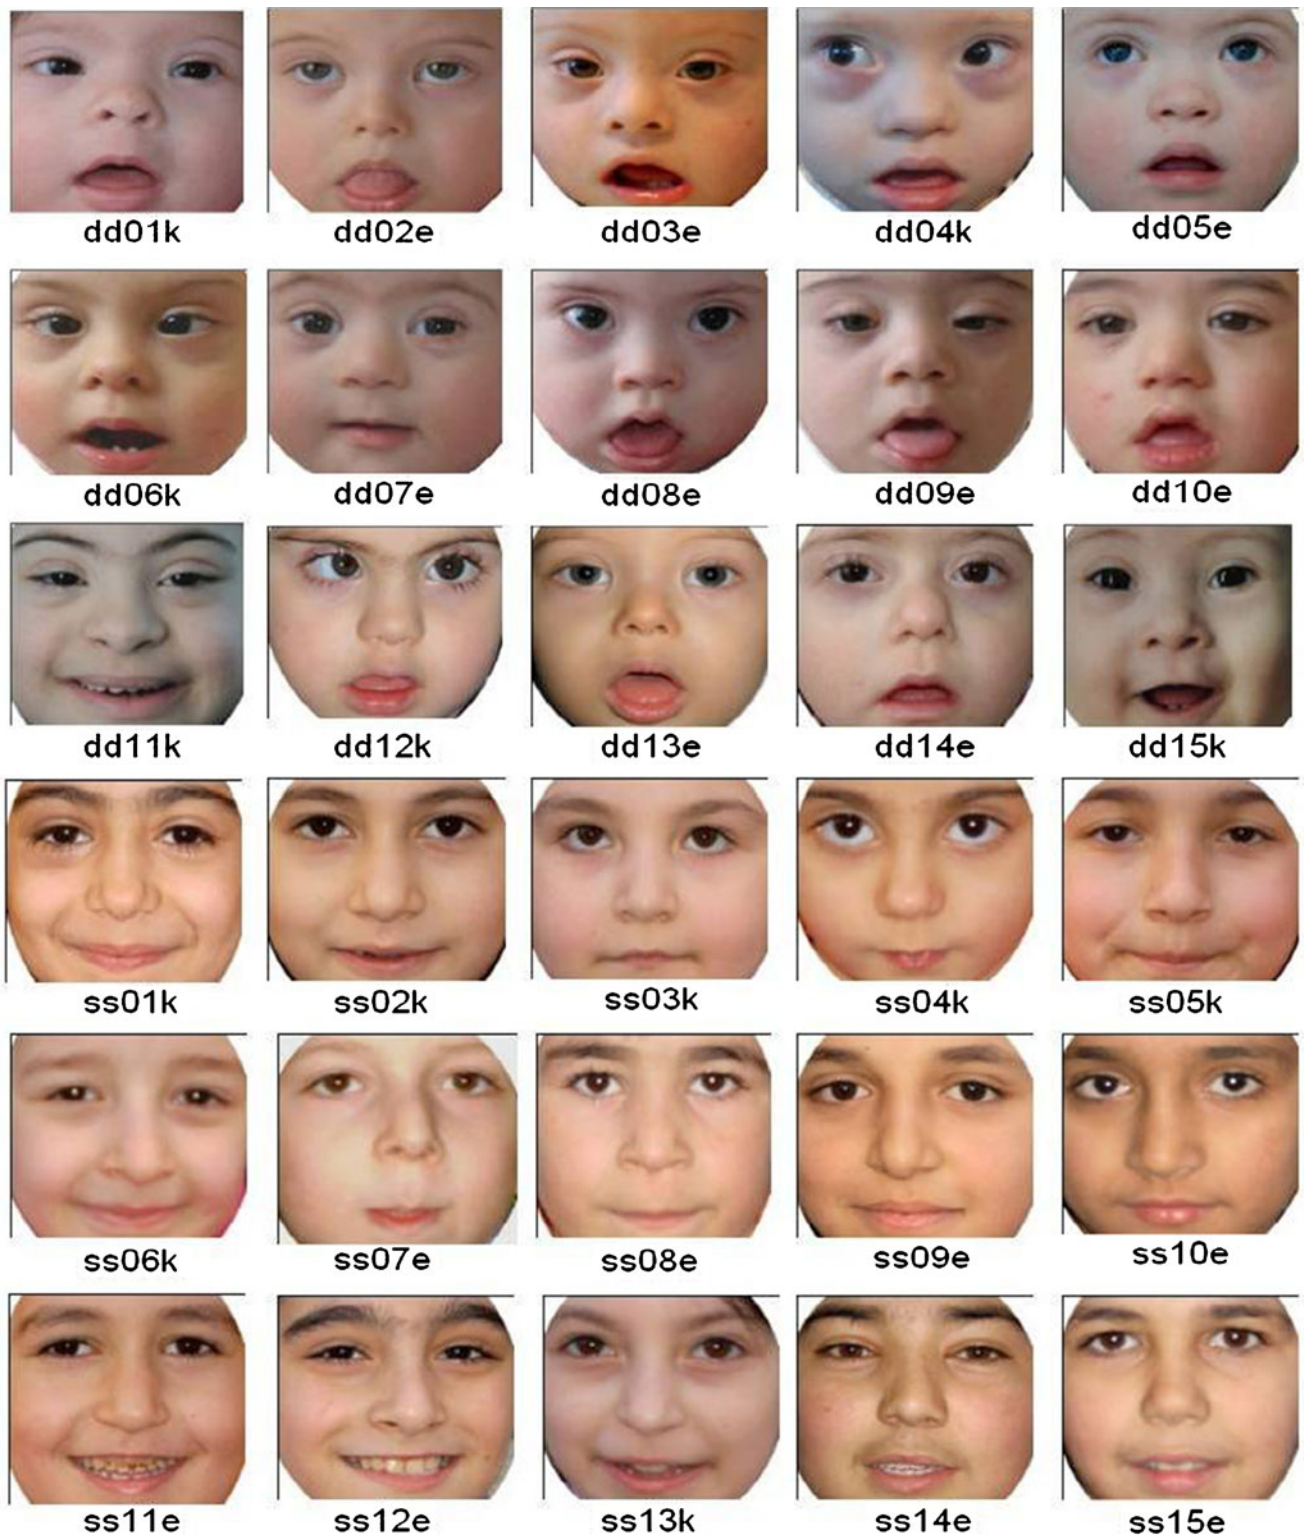 dd01k dd02e dd03e dd04k dd05e
dd06k dd07e dd08e dd09e dd10e
dd11k dd12k dd13e dd14e dd15k
ss01k ss02k ss03k ss04k ss05k
ss06k ss07e ss08e ss09e ss10e
ss11e ss12e ss13k ss14e ss15e